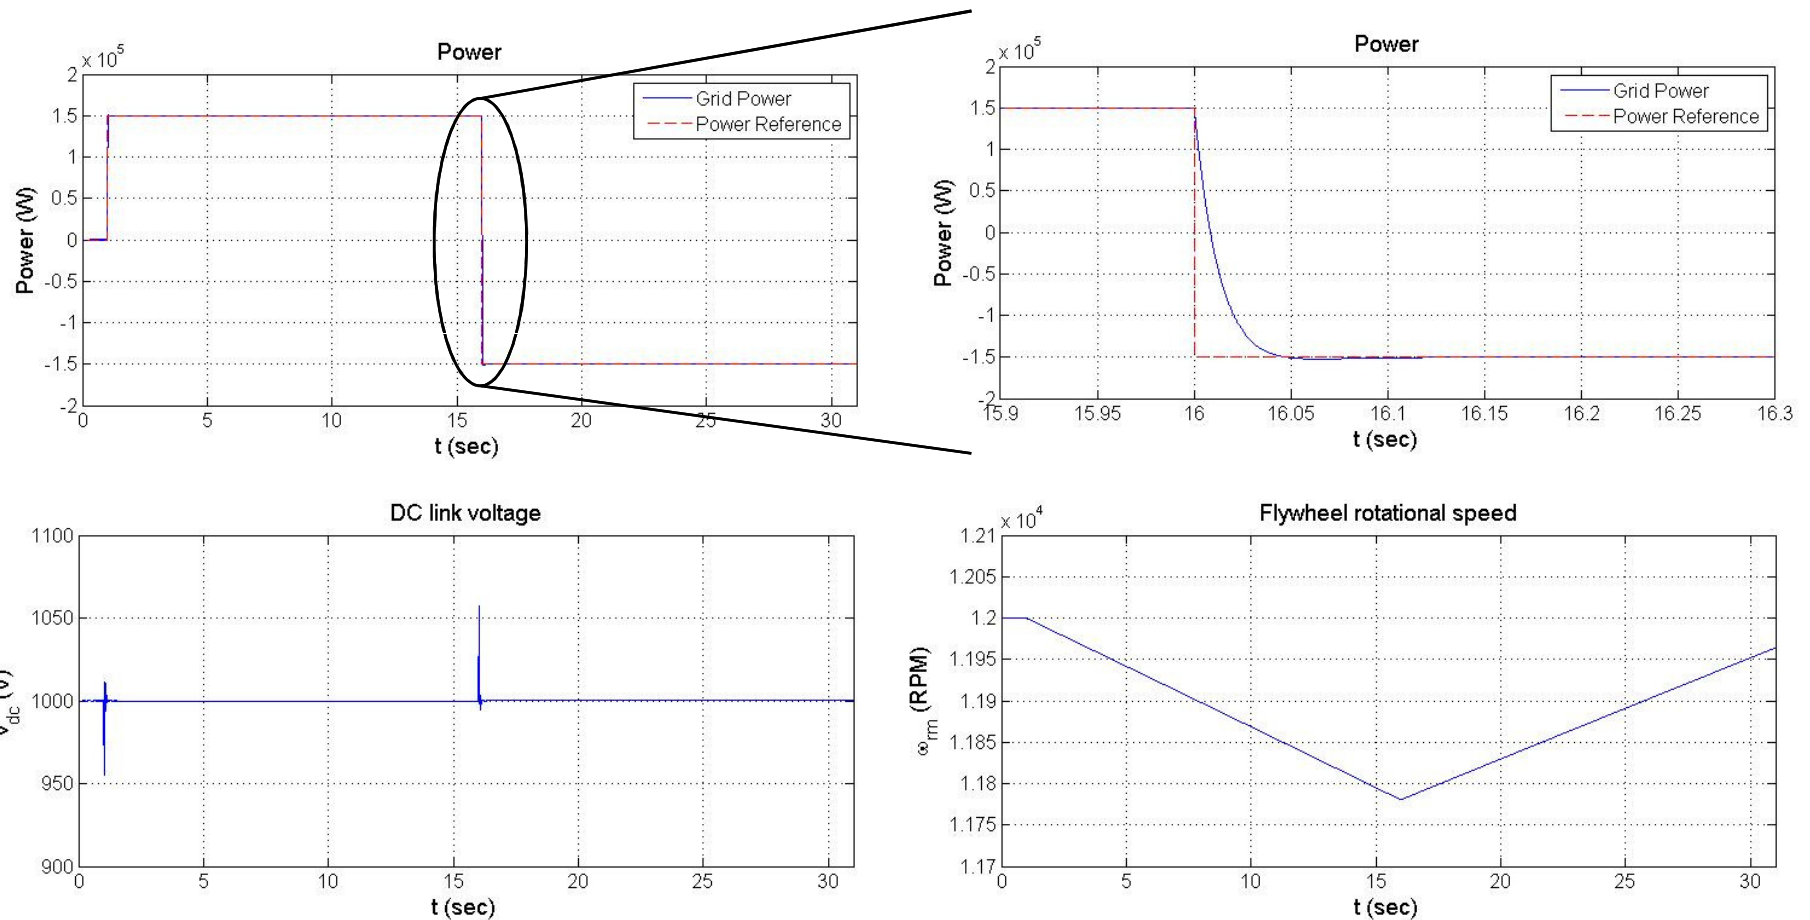 Power
x 10^5
2
1.5
1
0.5
0
-0.5
-1
-1.5
-2
Power (W)
Grid Power
Power Reference
0 5 10 15 20 25 30
t (sec)
Power
x 10^5
2
1.5
1
0.5
0
-0.5
-1
-1.5
-2
Power (W)
Grid Power
Power Reference
15.9 15.95 16 16.05 16.1 16.15 16.2 16.25 16.3
t (sec)
DC link voltage
1100
1050
1000
950
900
V_dc (V)
0 5 10 15 20 25 30
t (sec)
Flywheel rotational speed
x 10^4
1.21
1.205
1.2
1.195
1.19
1.185
1.18
1.175
1.17
ω_rm (RPM)
0 5 10 15 20 25 30
t (sec)